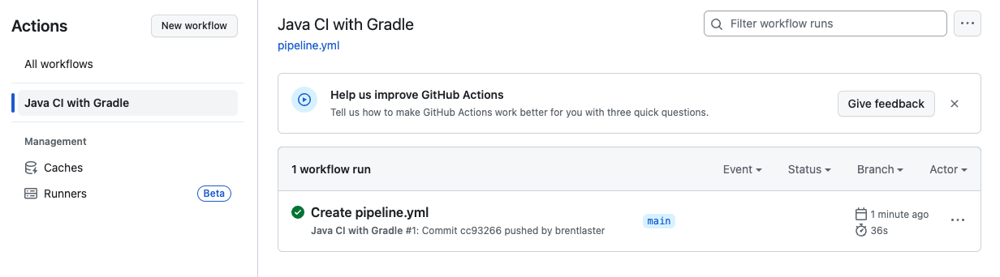 Actions
New workflow
All workflows
Java CI with Gradle
Management
Caches
Runners
Beta
Java CI with Gradle
pipeline.yml
Filter workflow runs
Help us improve GitHub Actions
Tell us how to make GitHub Actions work better for you with three quick questions.
Give feedback
1 workflow run
Event
Status
Branch
Actor
Create pipeline.yml
Java CI with Gradle #1: Commit cc93266 pushed by brentlaster
main
1 minute ago
36s